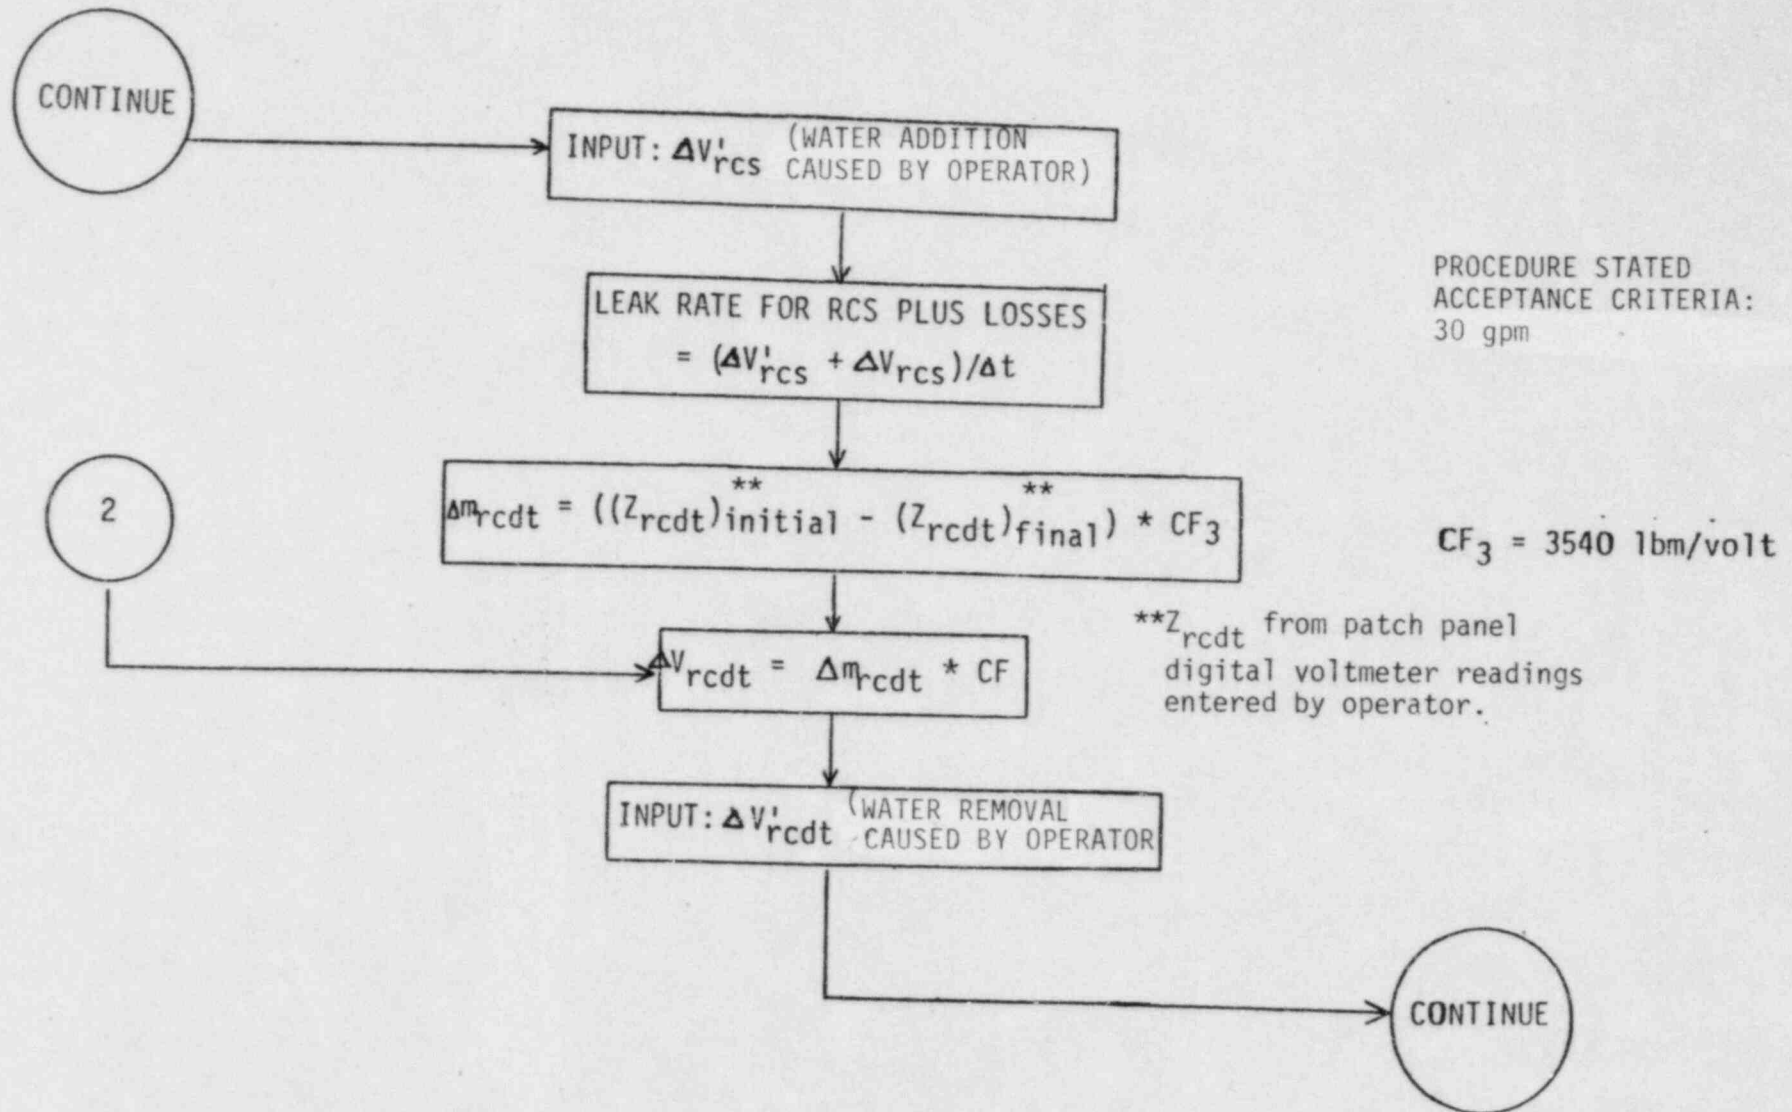 CONTINUE
INPUT: ΔV'rcs (WATER ADDITION
CAUSED BY OPERATOR)
LEAK RATE FOR RCS PLUS LOSSES
= (ΔV'rcs + ΔVrcs)/Δt
PROCEDURE STATED
ACCEPTANCE CRITERIA:
30 gpm
2
Δmrcdt = ((Zrcdt)**initial - (Zrcdt)**final) * CF3
CF3 = 3540 lbm/volt
ΔVrcdt = Δmrcdt * CF
**Zrcdt from patch panel
digital voltmeter readings
entered by operator.
INPUT: ΔV'rcdt (WATER REMOVAL
CAUSED BY OPERATOR
CONTINUE